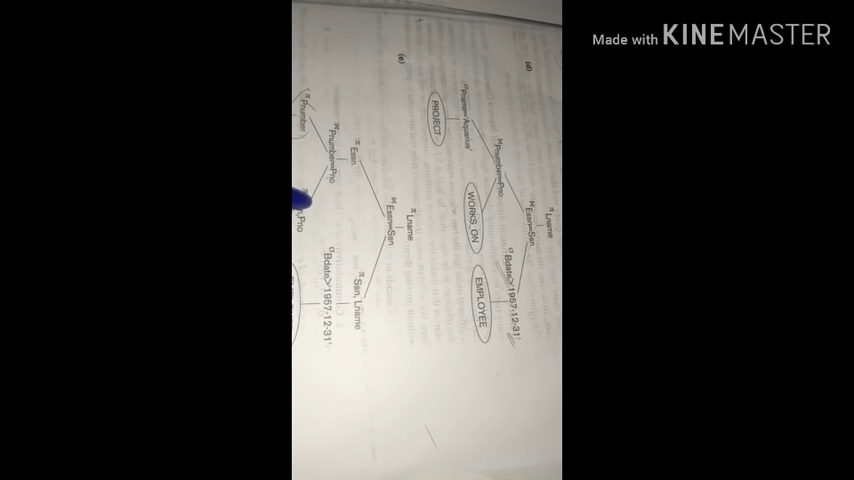 Made with KINEMASTER
(d)
π Lname
⋈ Essn=Ssn
⋈ Pnumber=Pno
σ Bdate>'1957-12-31'
σ Pname='Aquarius'
WORKS_ON
EMPLOYEE
PROJECT
(e)
π Lname
⋈ Essn=Ssn
π Essn
π Ssn, Lname
⋈ Pnumber=Pno
σ Bdate>'1957-12-31'
π Pnumber
n,Pno